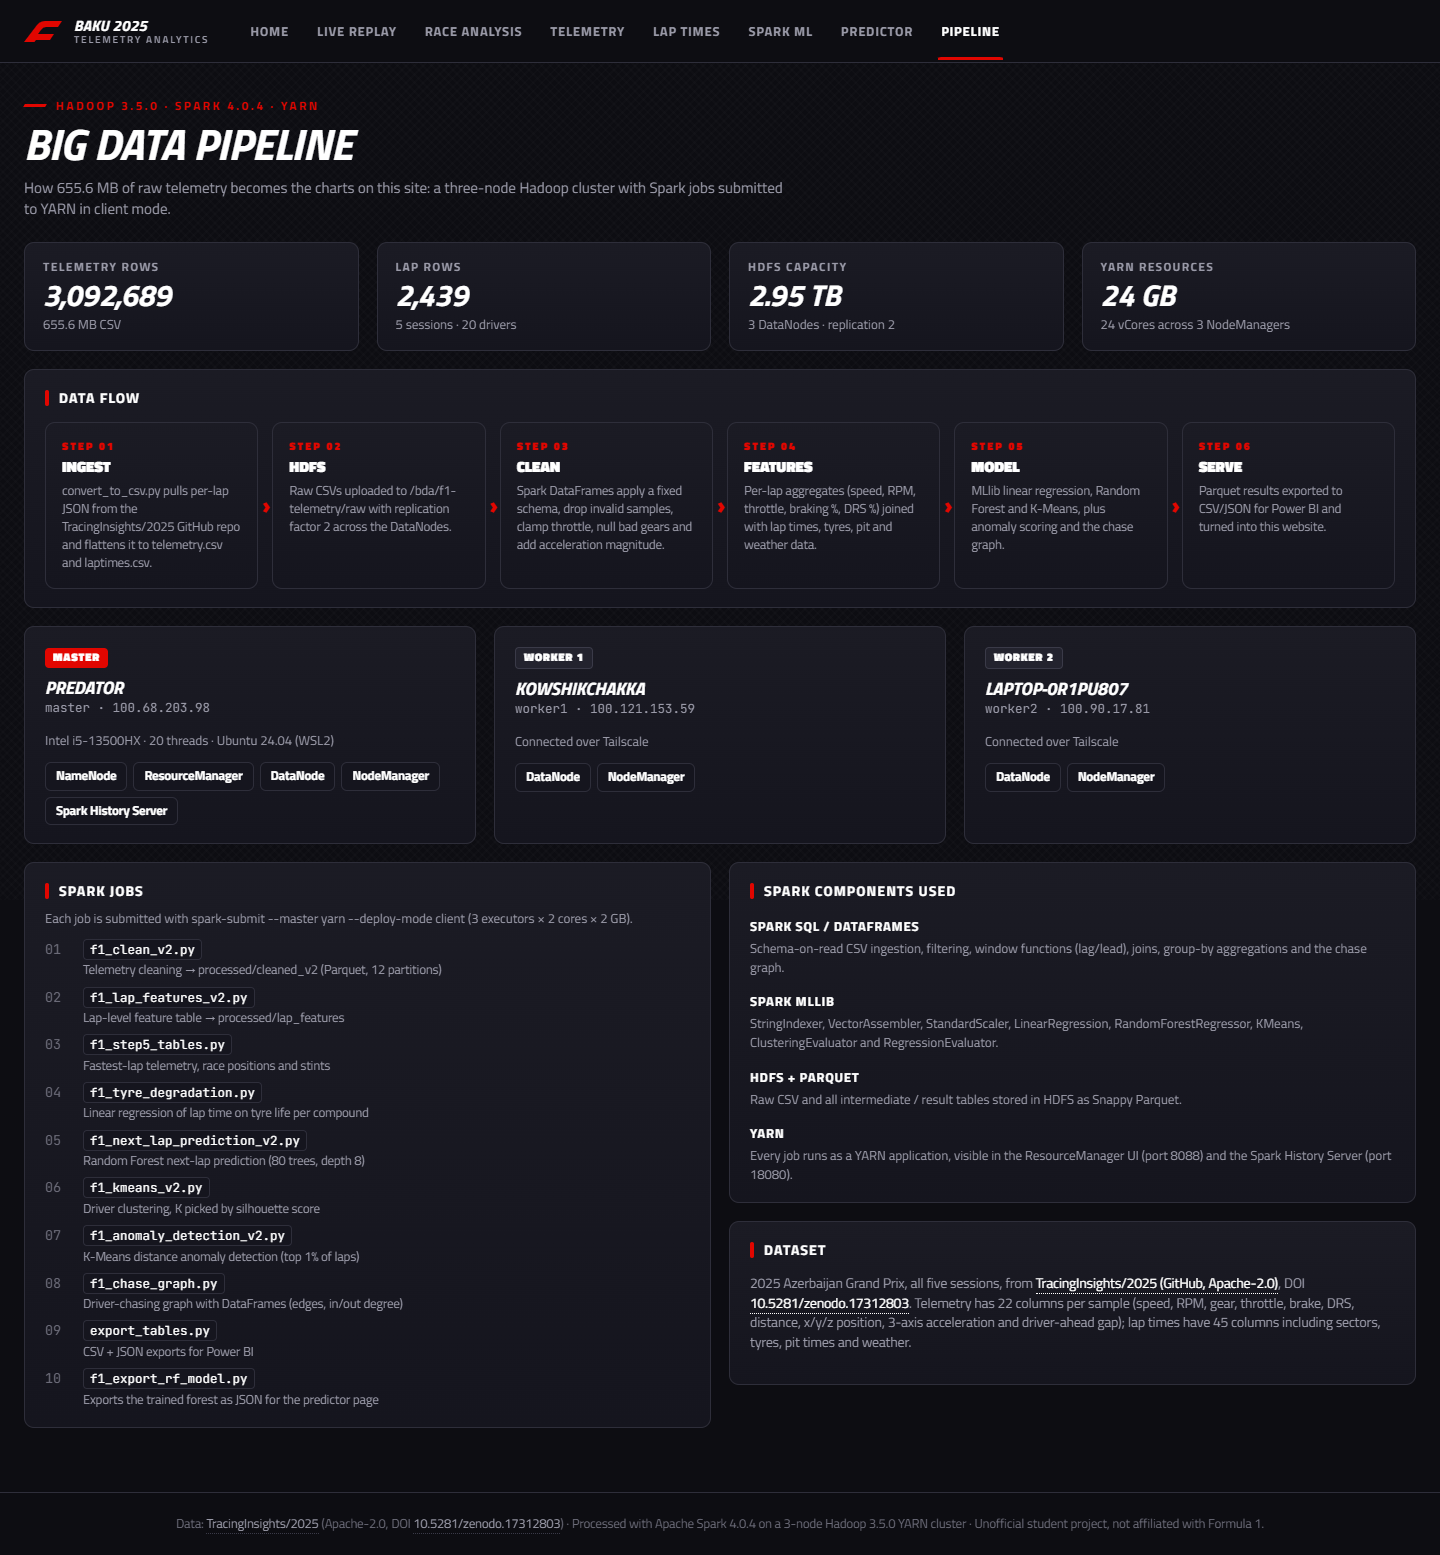 BAKU 2025
TELEMETRY ANALYTICS
HOME
LIVE REPLAY
RACE ANALYSIS
TELEMETRY
LAP TIMES
SPARK ML
PREDICTOR
PIPELINE
HADOOP 3.5.0 · SPARK 4.0.4 · YARN
BIG DATA PIPELINE
How 655.6 MB of raw telemetry becomes the charts on this site: a three-node Hadoop cluster with Spark jobs submitted
to YARN in client mode.
TELEMETRY ROWS
3,092,689
655.6 MB CSV
LAP ROWS
2,439
5 sessions · 20 drivers
HDFS CAPACITY
2.95 TB
3 DataNodes · replication 2
YARN RESOURCES
24 GB
24 vCores across 3 NodeManagers
DATA FLOW
STEP 01
INGEST
convert_to_csv.py pulls per-lap
JSON from the
TracingInsights/2025 GitHub repo
and flattens it to telemetry.csv
and laptimes.csv.
›
STEP 02
HDFS
Raw CSVs uploaded to /bda/f1-
telemetry/raw with replication
factor 2 across the DataNodes.
›
STEP 03
CLEAN
Spark DataFrames apply a fixed
schema, drop invalid samples,
clamp throttle, null bad gears and
add acceleration magnitude.
›
STEP 04
FEATURES
Per-lap aggregates (speed, RPM,
throttle, braking %, DRS %) joined
with lap times, tyres, pit and
weather data.
›
STEP 05
MODEL
MLlib linear regression, Random
Forest and K-Means, plus
anomaly scoring and the chase
graph.
›
STEP 06
SERVE
Parquet results exported to
CSV/JSON for Power BI and
turned into this website.
MASTER
PREDATOR
master · 100.68.203.98
Intel i5-13500HX · 20 threads · Ubuntu 24.04 (WSL2)
NameNode
ResourceManager
DataNode
NodeManager
Spark History Server
WORKER 1
KOWSHIKCHAKKA
worker1 · 100.121.153.59
Connected over Tailscale
DataNode
NodeManager
WORKER 2
LAPTOP-0R1PU807
worker2 · 100.90.17.81
Connected over Tailscale
DataNode
NodeManager
SPARK JOBS
Each job is submitted with spark-submit --master yarn --deploy-mode client (3 executors × 2 cores × 2 GB).
01 f1_clean_v2.py
Telemetry cleaning → processed/cleaned_v2 (Parquet, 12 partitions)
02 f1_lap_features_v2.py
Lap-level feature table → processed/lap_features
03 f1_step5_tables.py
Fastest-lap telemetry, race positions and stints
04 f1_tyre_degradation.py
Linear regression of lap time on tyre life per compound
05 f1_next_lap_prediction_v2.py
Random Forest next-lap prediction (80 trees, depth 8)
06 f1_kmeans_v2.py
Driver clustering, K picked by silhouette score
07 f1_anomaly_detection_v2.py
K-Means distance anomaly detection (top 1% of laps)
08 f1_chase_graph.py
Driver-chasing graph with DataFrames (edges, in/out degree)
09 export_tables.py
CSV + JSON exports for Power BI
10 f1_export_rf_model.py
Exports the trained forest as JSON for the predictor page
SPARK COMPONENTS USED
SPARK SQL / DATAFRAMES
Schema-on-read CSV ingestion, filtering, window functions (lag/lead), joins, group-by aggregations and the chase
graph.
SPARK MLLIB
StringIndexer, VectorAssembler, StandardScaler, LinearRegression, RandomForestRegressor, KMeans,
ClusteringEvaluator and RegressionEvaluator.
HDFS + PARQUET
Raw CSV and all intermediate / result tables stored in HDFS as Snappy Parquet.
YARN
Every job runs as a YARN application, visible in the ResourceManager UI (port 8088) and the Spark History Server (port
18080).
DATASET
2025 Azerbaijan Grand Prix, all five sessions, from TracingInsights/2025 (GitHub, Apache-2.0), DOI
10.5281/zenodo.17312803. Telemetry has 22 columns per sample (speed, RPM, gear, throttle, brake, DRS,
distance, x/y/z position, 3-axis acceleration and driver-ahead gap); lap times have 45 columns including sectors,
tyres, pit times and weather.
Data: TracingInsights/2025 (Apache-2.0, DOI 10.5281/zenodo.17312803) · Processed with Apache Spark 4.0.4 on a 3-node Hadoop 3.5.0 YARN cluster · Unofficial student project, not affiliated with Formula 1.